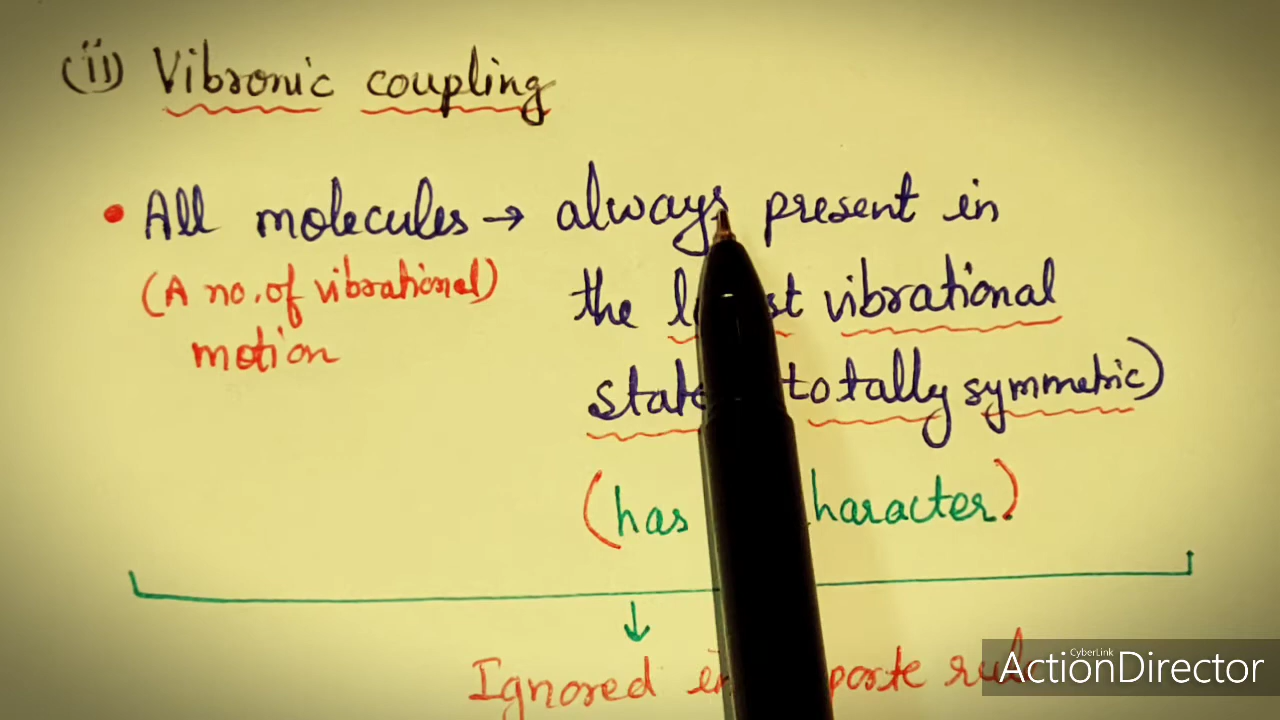 (ii) Vibronic coupling
• All molecules → always present in
(A no. of vibrational)
motion
the vibrational
totally symmetric)
(has
Ignored
CyberLink
ActionDirector